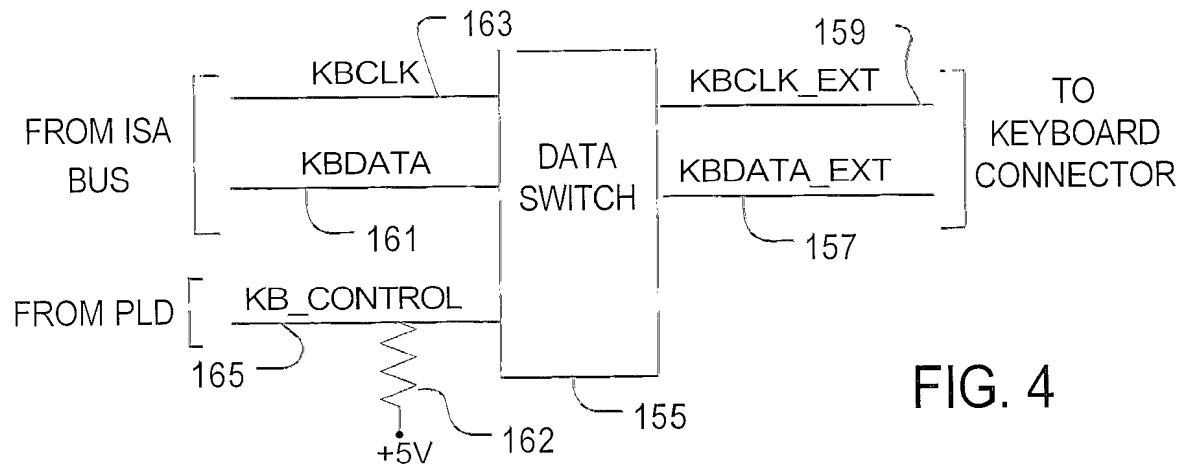 163
159
KBCLK
KBCLK_EXT
FROM ISA
BUS
TO
KEYBOARD
CONNECTOR
KBDATA
DATA
SWITCH
KBDATA_EXT
161
157
FROM PLD
KB_CONTROL
165
162
155
+5V
FIG. 4